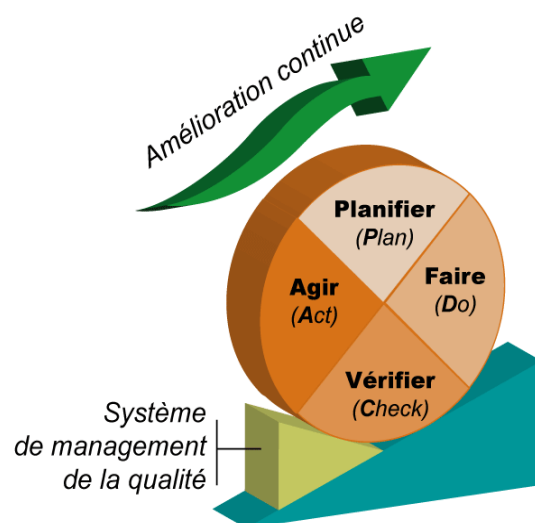 Amélioration continue
Planifier
(Plan)
Faire
(Do)
Agir
(Act)
Vérifier
(Check)
Système
de management
de la qualité